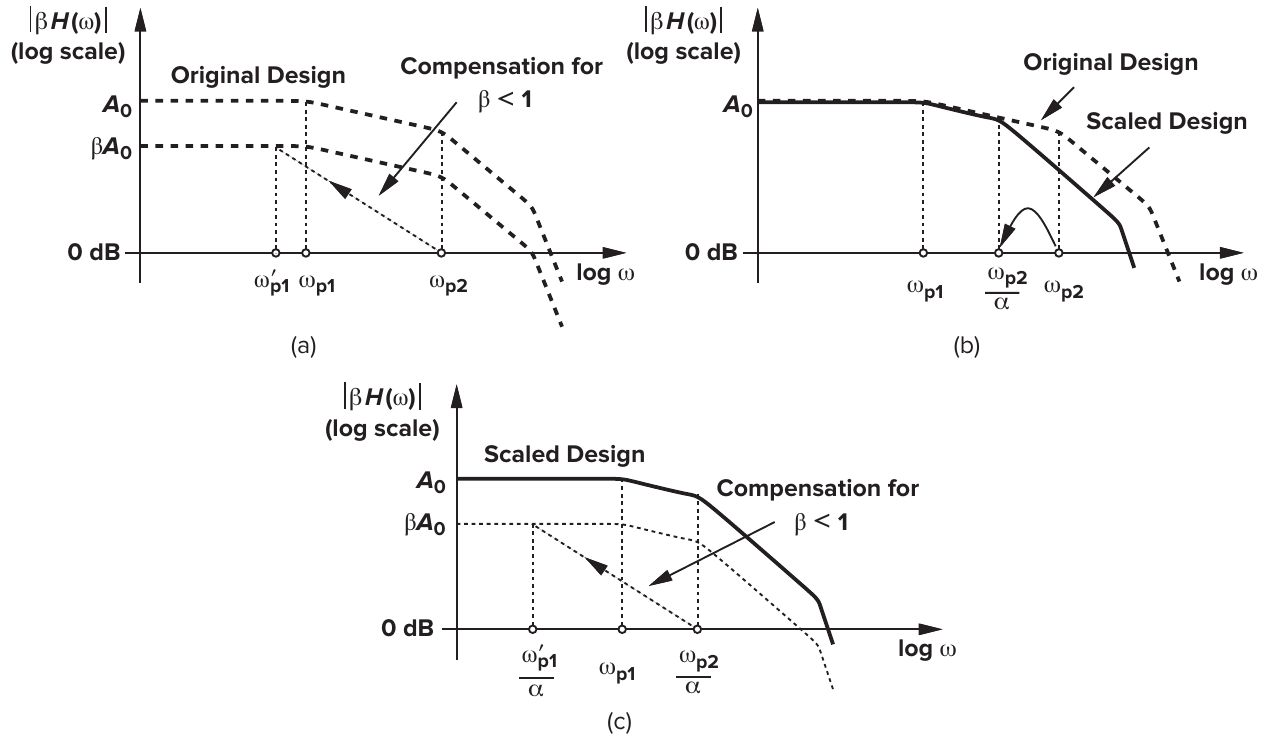 |βH(ω)|
(log scale)
Original Design
Compensation for
β < 1
A0
βA0
0 dB
ω′p1 ωp1 ωp2
log ω
(a)
|βH(ω)|
(log scale)
Original Design
Scaled Design
A0
0 dB
ωp1 ωp2/α ωp2
log ω
(b)
|βH(ω)|
(log scale)
Scaled Design
Compensation for
β < 1
A0
βA0
0 dB
ω′p1/α ωp1 ωp2/α
log ω
(c)